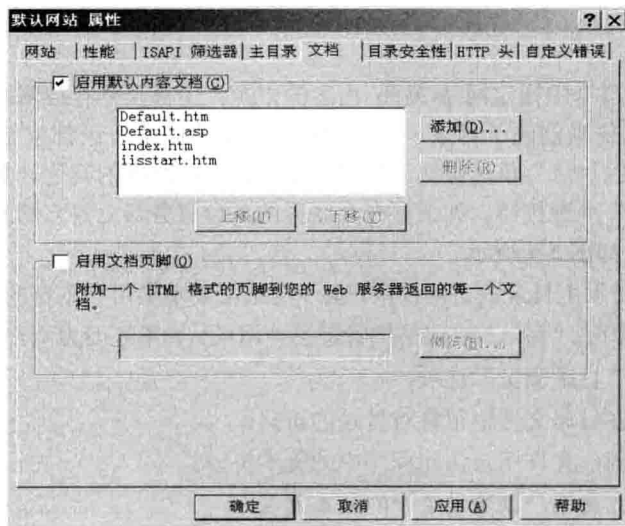 默认网站 属性
网站 性能 ISAPI 筛选器 主目录 文档 目录安全性 HTTP 头 自定义错误
启用默认内容文档(C)
Default.htm
Default.asp
index.htm
iisstart.htm
添加(D)...
删除(R)
上移(U) 下移(W)
启用文档页脚(O)
附加一个 HTML 格式的页脚到您的 Web 服务器返回的每一个文
档。
浏览(B)...
确定 取消 应用(A) 帮助